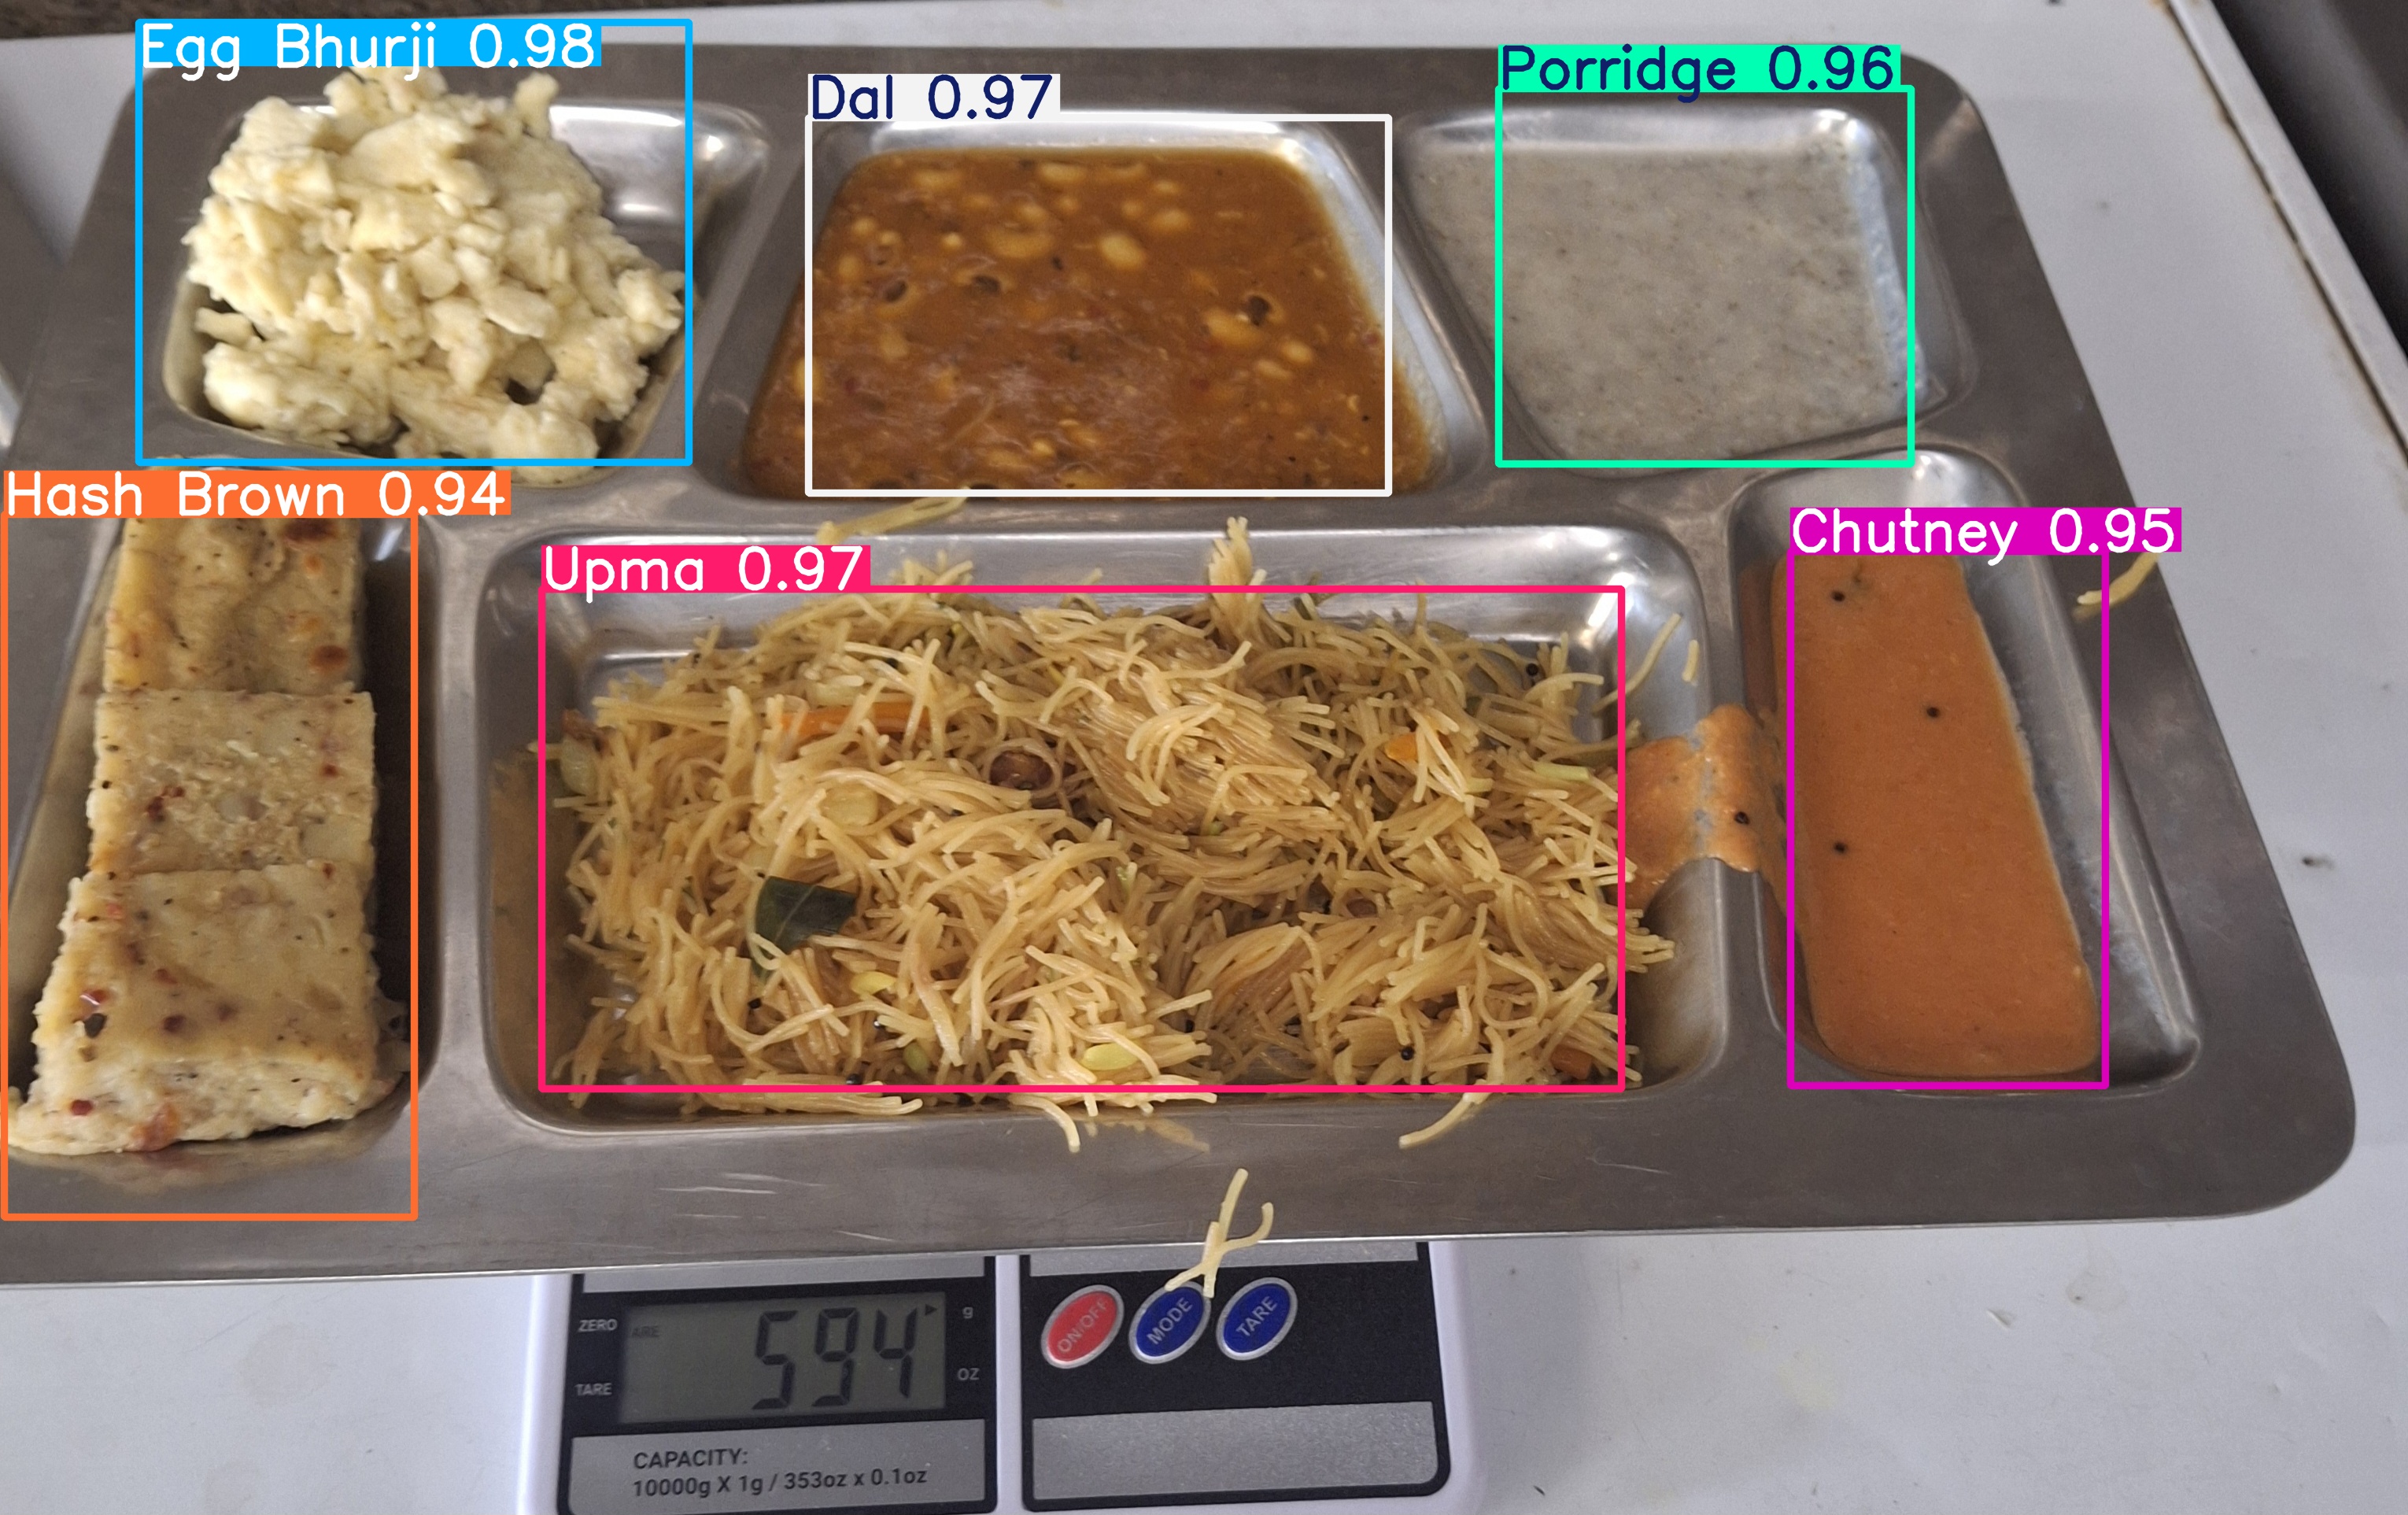 Egg Bhurji 0.98
Dal 0.97
Porridge 0.96
Hash Brown 0.94
Upma 0.97
Chutney 0.95
ZERO
ARE
594
g
TARE
OZ
ON/OFF
MODE
TARE
CAPACITY:
10000g X 1g / 353oz x 0.1oz